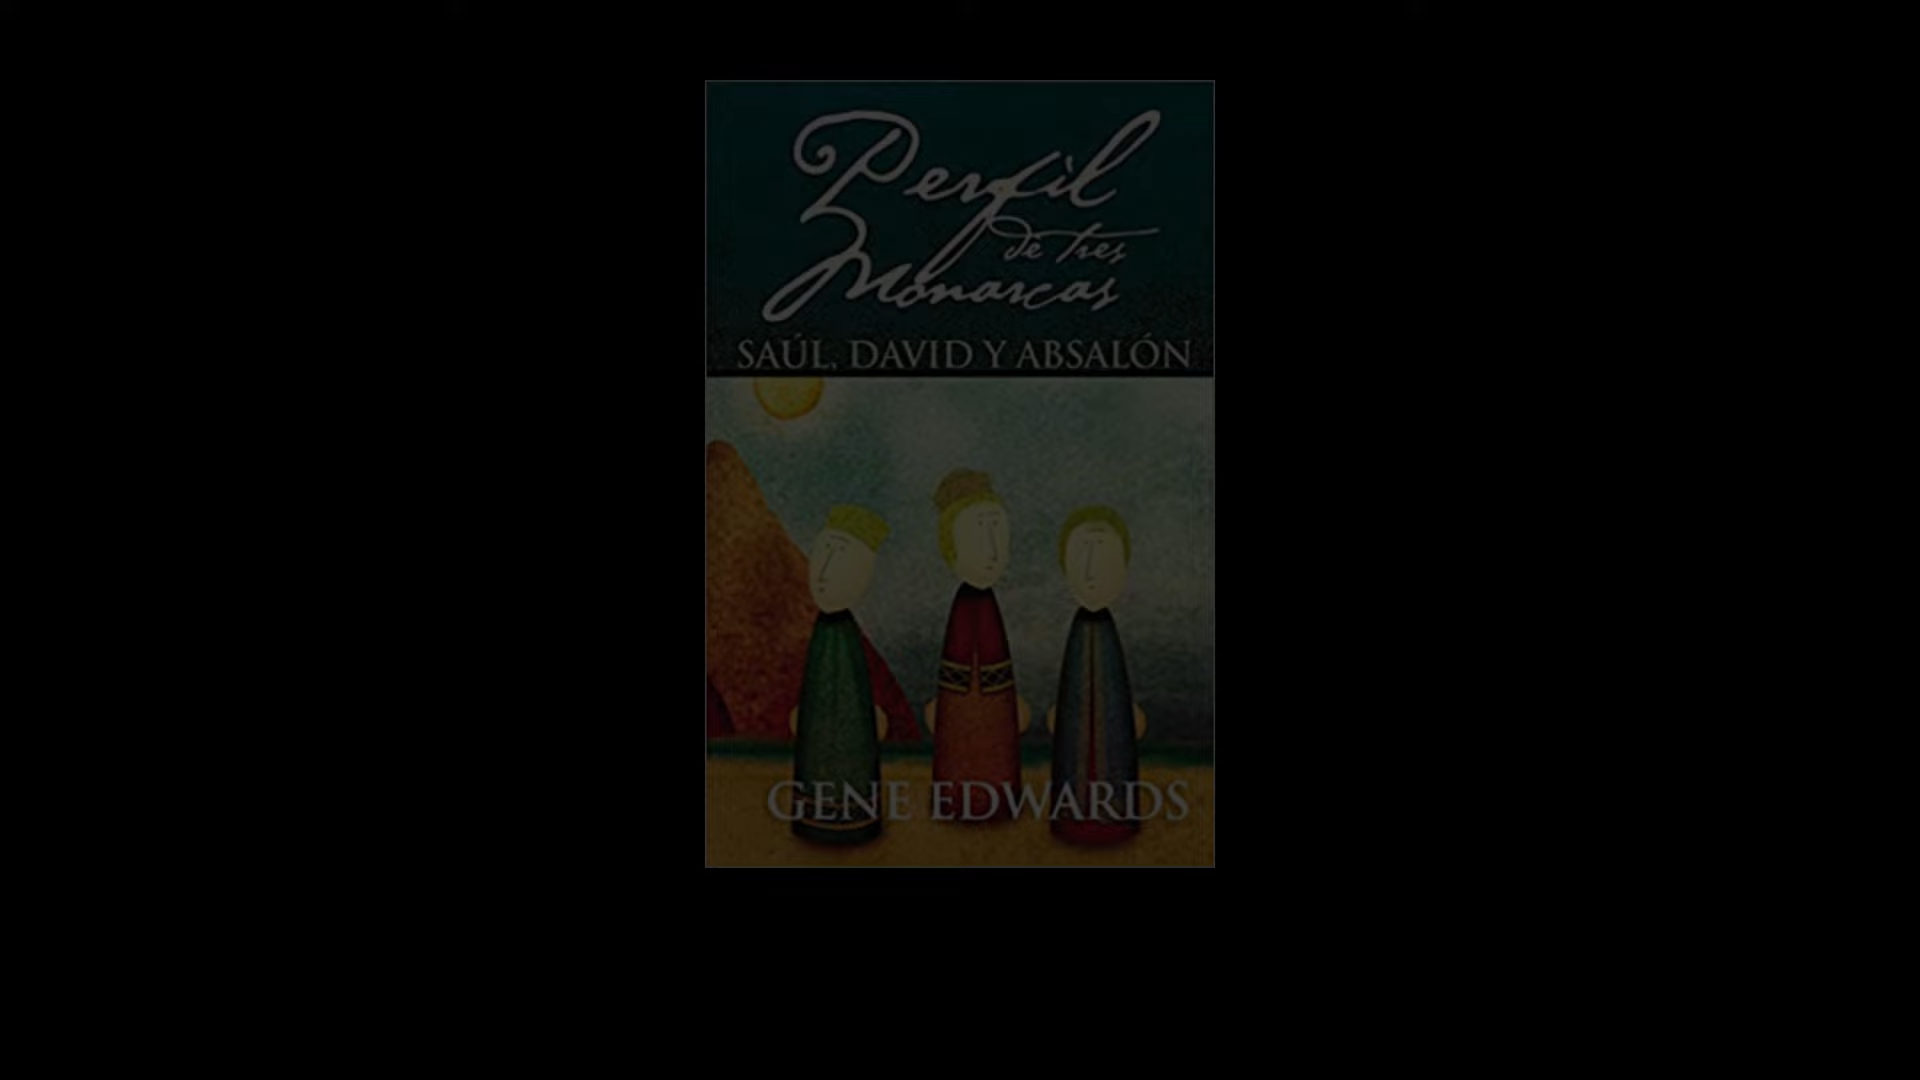 Perfil
de tres
Monarcas
SAÚL, DAVID Y ABSALÓN
GENE EDWARDS